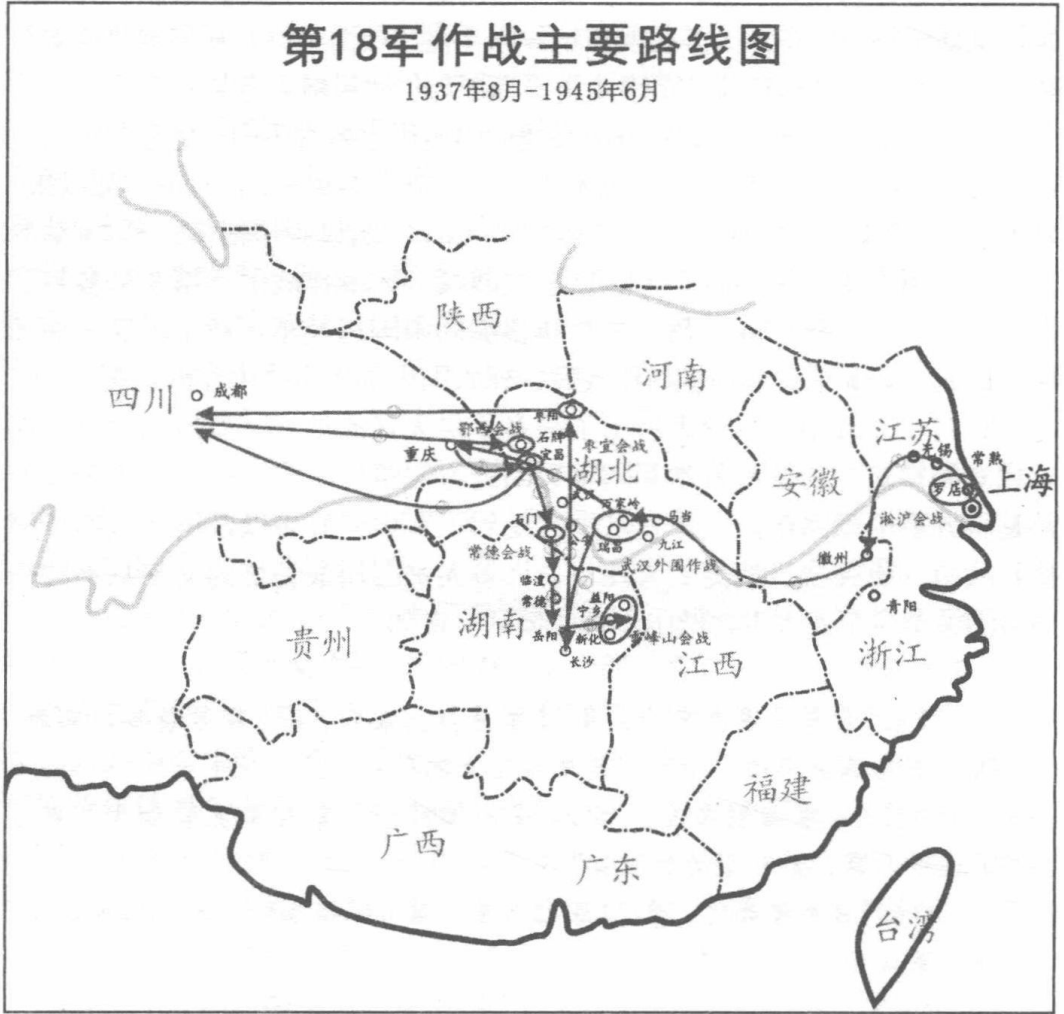 第18军作战主要路线图
1937年8月-1945年6月
陕西
河南
四川
成都
枣阳
江苏
鄂西会战
石牌
枣宜会战
无锡
常熟
重庆
宜昌
湖北
安徽
罗店
上海
武汉
万家岭
马当
淞沪会战
石门
公安
瑞昌
九江
常德会战
武汉外围作战
徽州
临澧
益阳
青阳
常德
宁乡
湖南
岳阳
新化
雪峰山会战
贵州
长沙
江西
浙江
福建
广西
广东
台湾